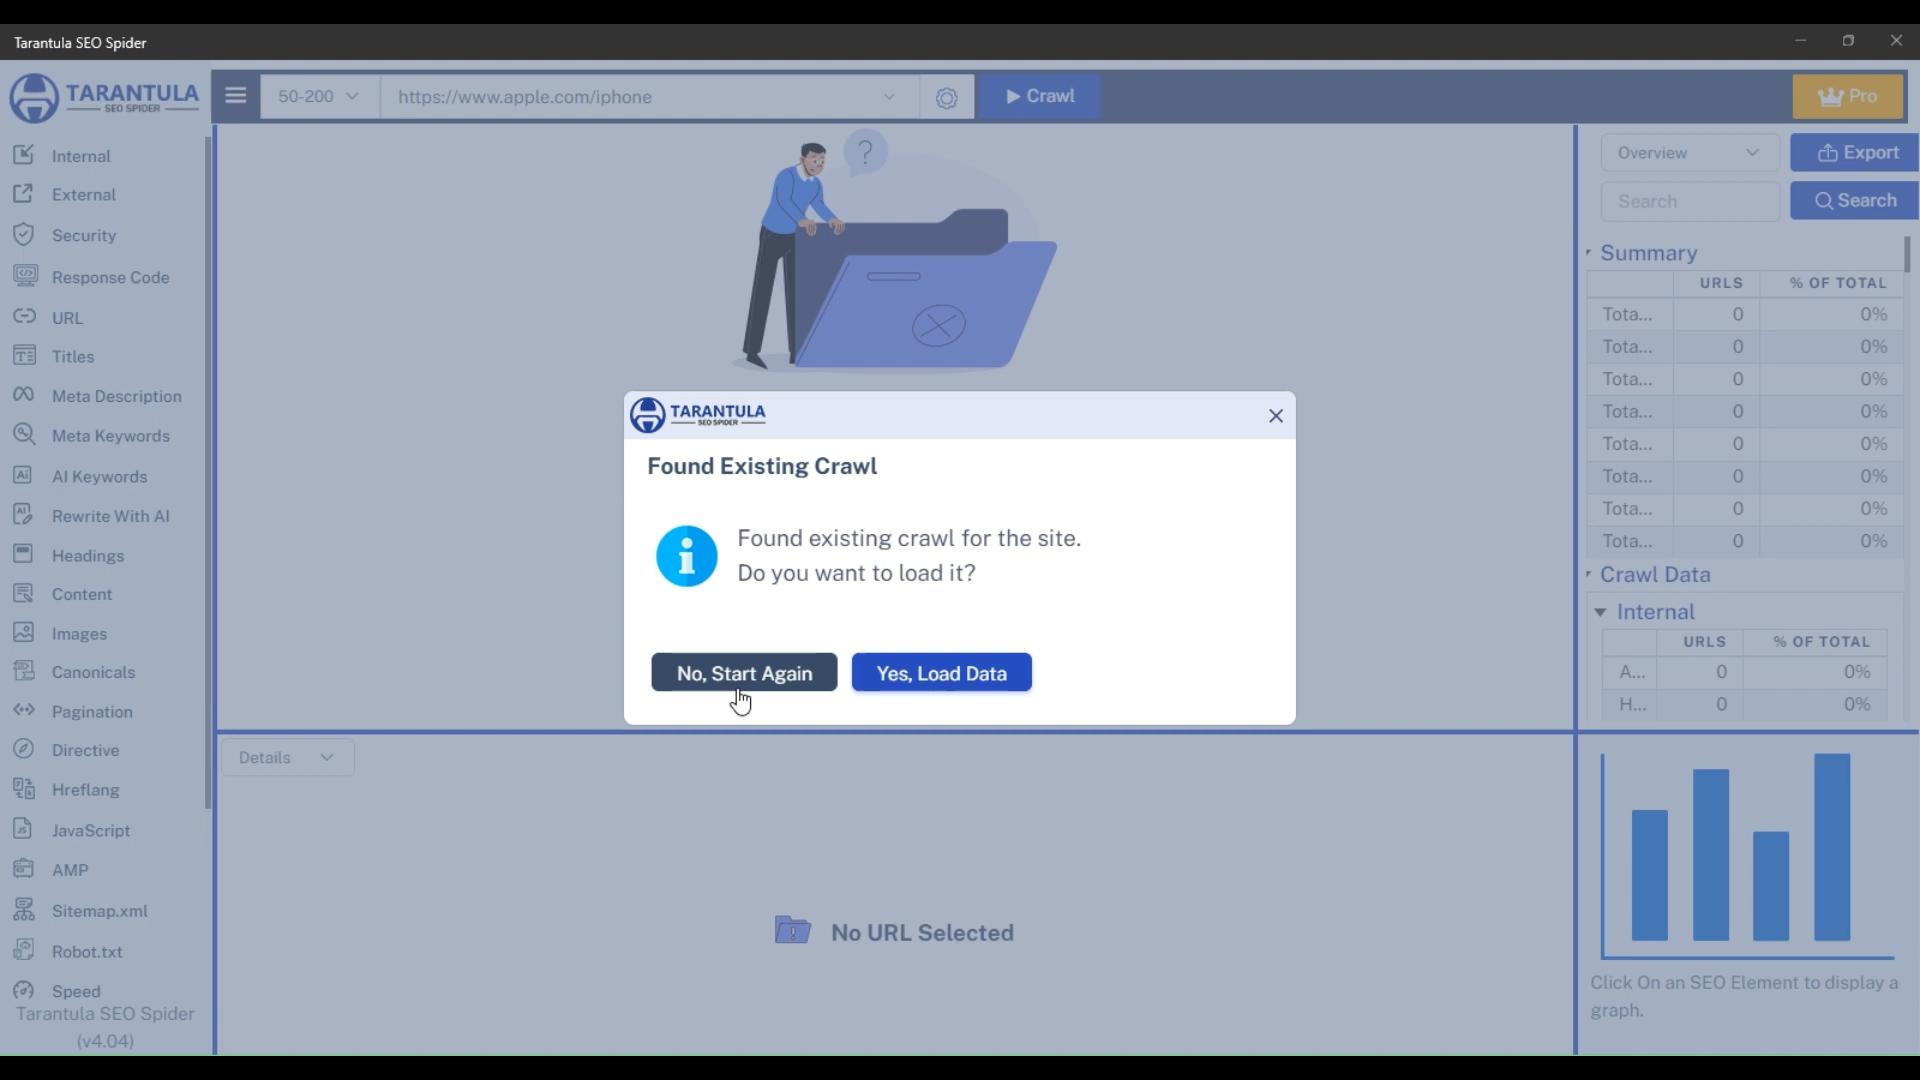 Tarantula SEO Spider
TARANTULA
SEO SPIDER
50-200
https://www.apple.com/iphone
Crawl
Pro
Internal
External
Security
Response Code
URL
Titles
Meta Description
Meta Keywords
AI Keywords
Rewrite With AI
Headings
Content
Images
Canonicals
Pagination
Directive
Hreflang
JavaScript
AMP
Sitemap.xml
Robot.txt
Speed
Tarantula SEO Spider
(v4.04)
?
TARANTULA
SEO SPIDER
Found Existing Crawl
Found existing crawl for the site.
Do you want to load it?
No, Start Again
Yes, Load Data
Details
No URL Selected
Overview
Export
Search
Search
Summary
URLS % OF TOTAL
Tota... 0 0%
Tota... 0 0%
Tota... 0 0%
Tota... 0 0%
Tota... 0 0%
Tota... 0 0%
Tota... 0 0%
Tota... 0 0%
Crawl Data
Internal
URLS % OF TOTAL
A... 0 0%
H... 0 0%
Click On an SEO Element to display a
graph.